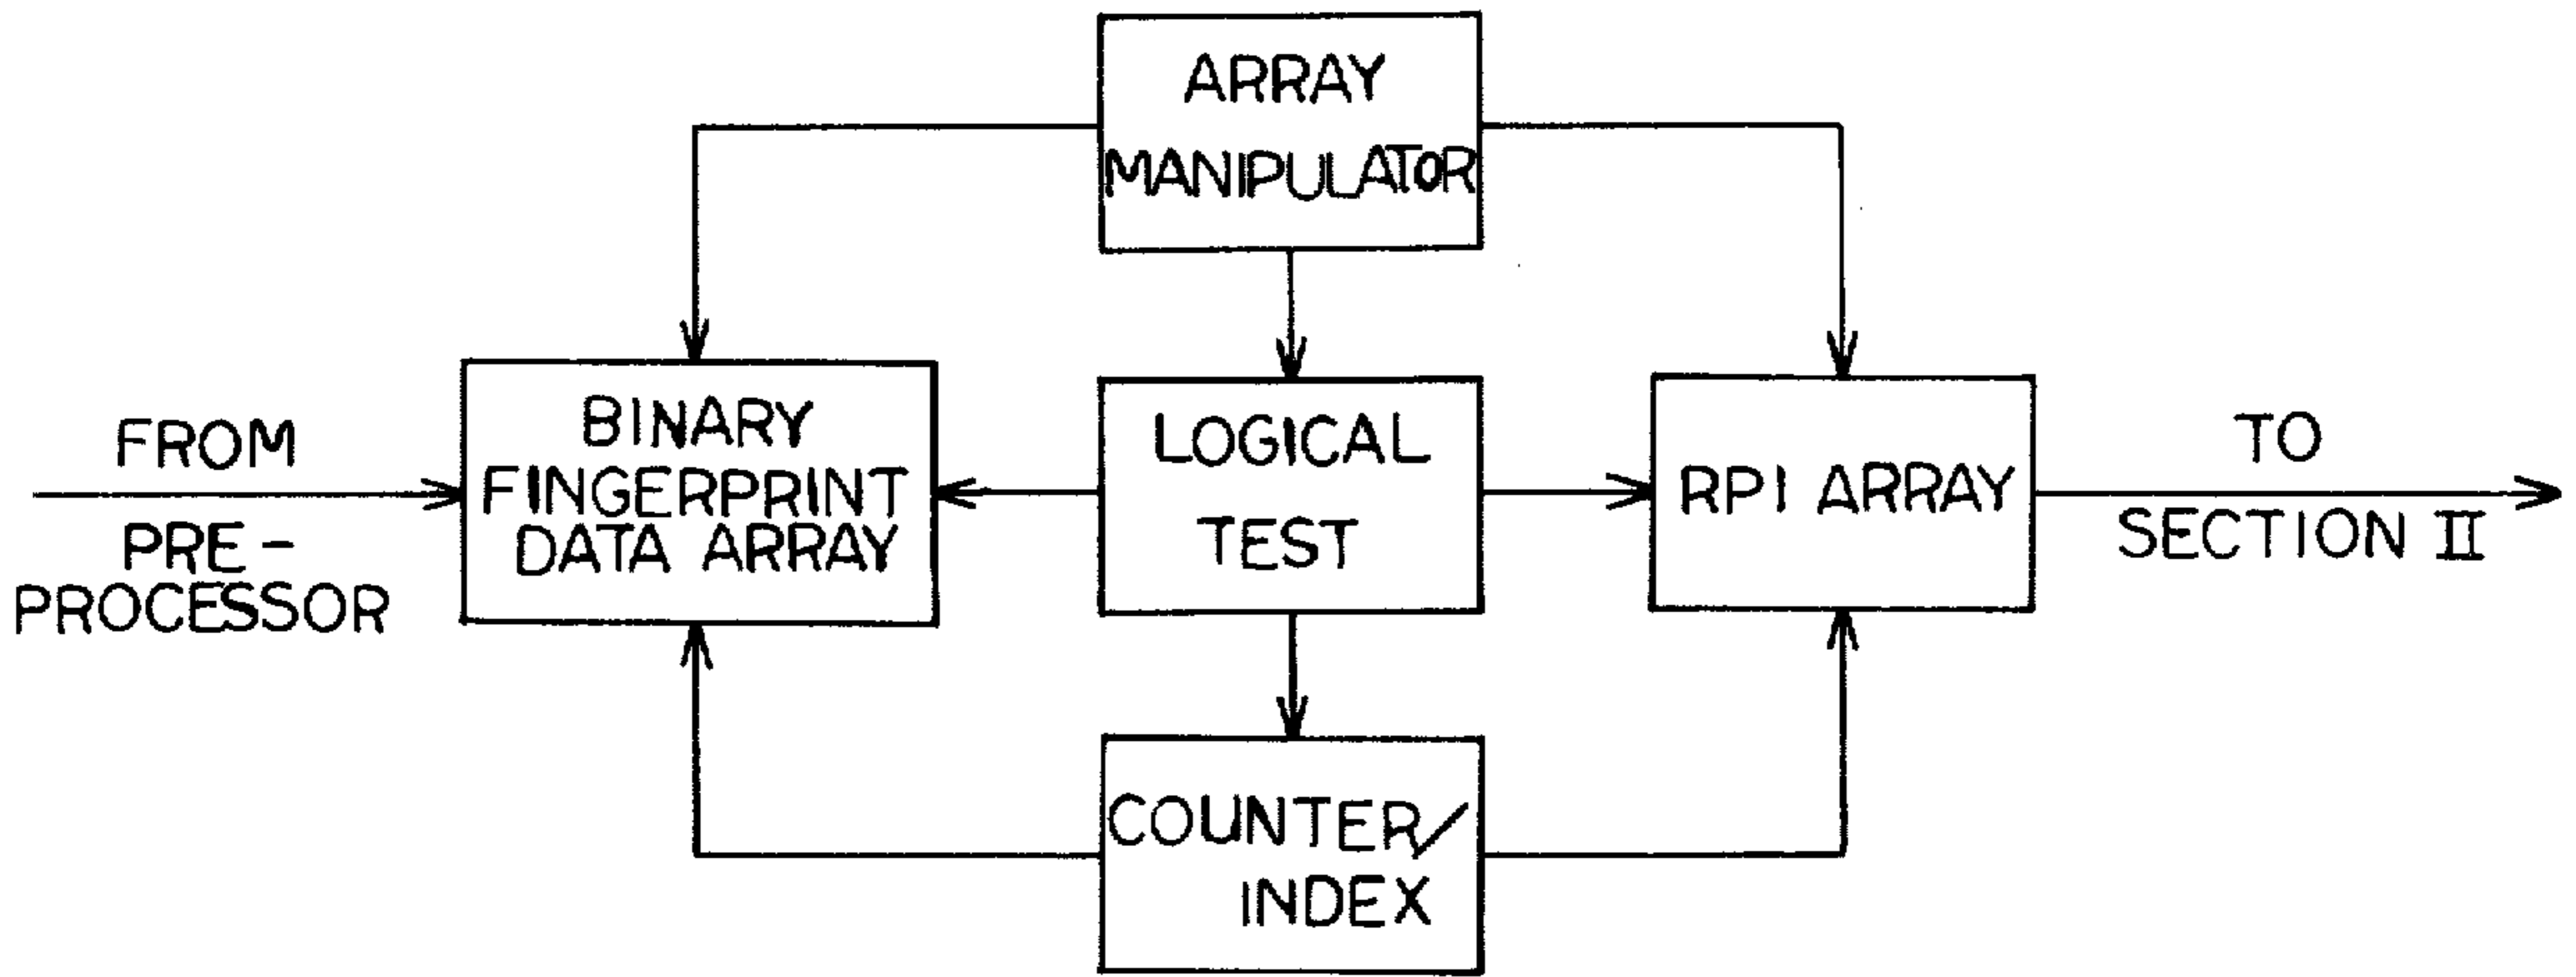 ARRAY
MANIPULATOR
FROM
PRE-
PROCESSOR
BINARY
FINGERPRINT
DATA ARRAY
LOGICAL
TEST
RPI ARRAY
TO
SECTION II
COUNTER/
INDEX